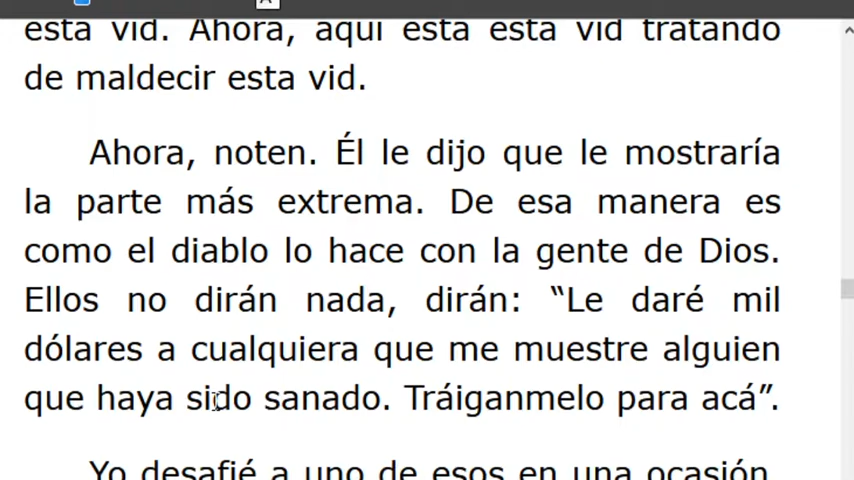 esta vid. Ahora, aquí está esta vid tratando
de maldecir esta vid.
Ahora, noten. Él le dijo que le mostraría
la parte más extrema. De esa manera es
como el diablo lo hace con la gente de Dios.
Ellos no dirán nada, dirán: “Le daré mil
dólares a cualquiera que me muestre alguien
que haya sido sanado. Tráiganmelo para acá”.
Yo desafié a uno de esos en una ocasión,